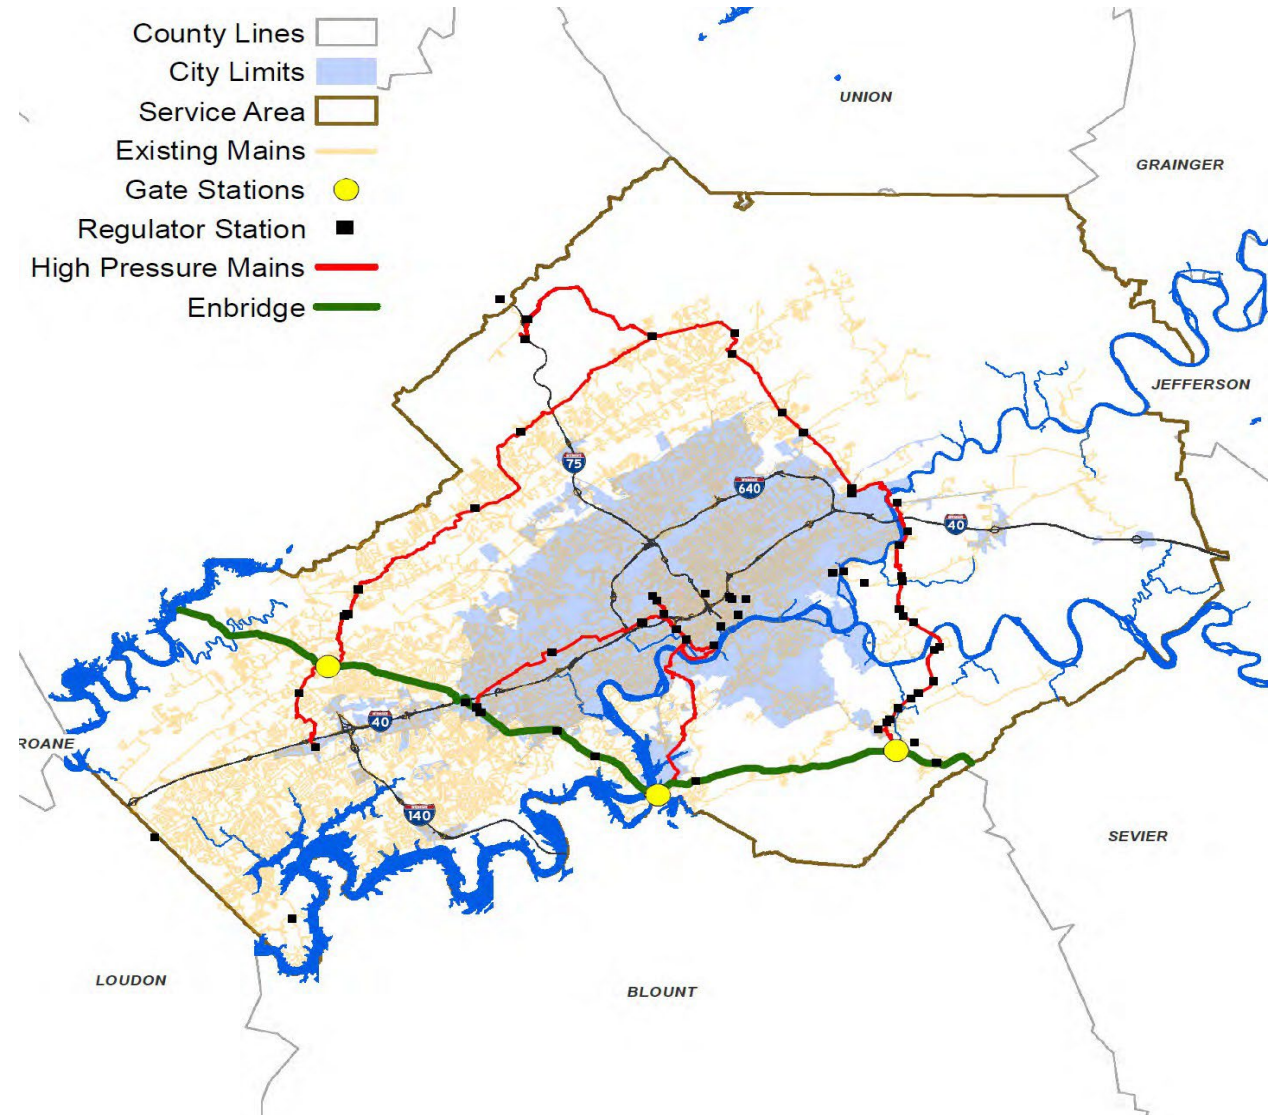 County Lines
City Limits
Service Area
Existing Mains
Gate Stations
Regulator Station
High Pressure Mains
Enbridge
UNION
GRAINGER
JEFFERSON
75
640
40
ROANE
40
140
SEVIER
LOUDON
BLOUNT